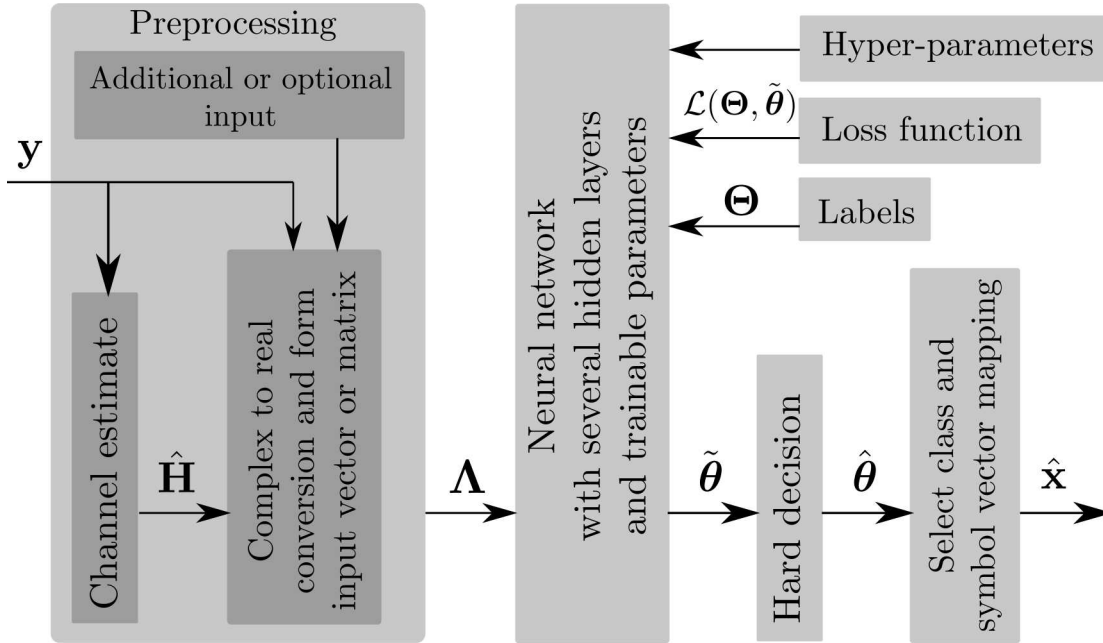 Preprocessing
Additional or optional
input
y
Channel estimate
Ĥ
Complex to real
conversion and form
input vector or matrix
Λ
Neural network
with several hidden layers
and trainable parameters
Hyper-parameters
ℒ(Θ, θ̃)
Loss function
Θ
Labels
θ̃
Hard decision
θ̂
Select class and
symbol vector mapping
x̂